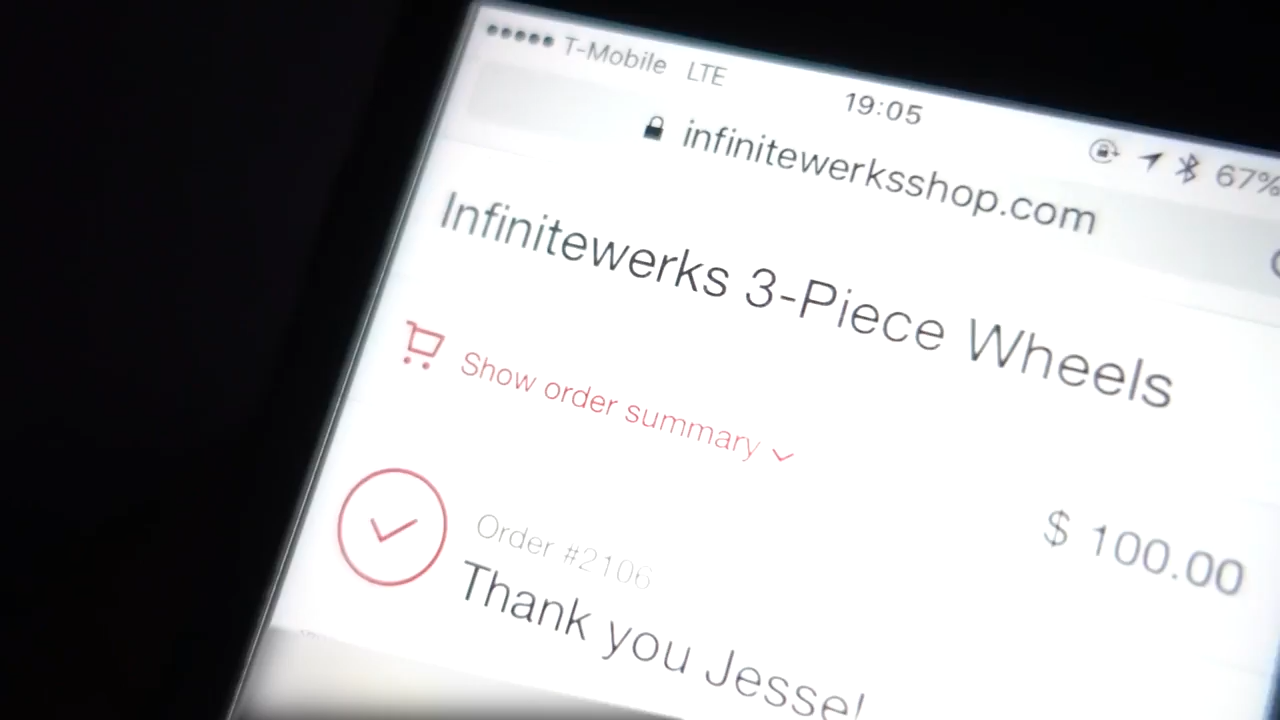 ●●●●● T-Mobile LTE 19:05 67%
infinitewerksshop.com
Infinitewerks 3-Piece Wheels
Show order summary
$ 100.00
Order #2106
Thank you Jesse!